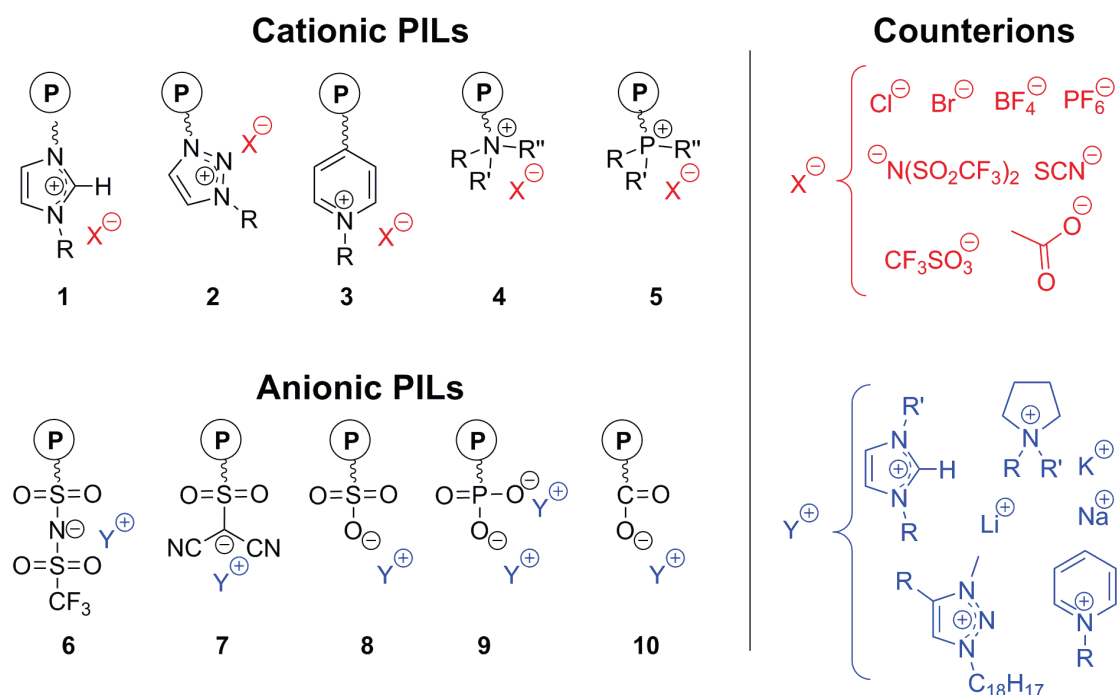 Cationic PILs
Counterions
P P P P P
N N H R X⊖
N N N R X⊖
N R X⊖
N⊕ R R' R" X⊖
P⊕ R R' R" X⊖
1 2 3 4 5
X⊖
Cl⊖ Br⊖ BF4⊖ PF6⊖
⊖N(SO2CF3)2 SCN⊖
CF3SO3⊖ O⊖ O
Anionic PILs
P P P P P
O=S=O N⊖ O=S=O CF3 Y⊕
O=S=O NC ⊖ CN Y⊕
O=S=O O⊖ Y⊕
O=P-O⊖ O⊖ Y⊕ Y⊕
C=O O⊖ Y⊕
6 7 8 9 10
Y⊕
R' N ⊕ H N R
⊕ N R R'
K⊕
Li⊕ Na⊕
R N N ⊕ N C18H17
⊕ N R